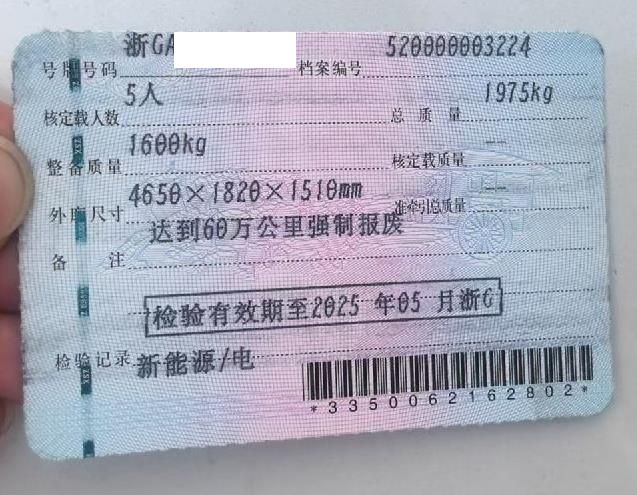 号牌号码 浙GA 档案编号 520000003224
核定载人数 5人 总质量 1975kg
整备质量 1600kg 核定载质量 --
外廓尺寸 4650×1820×1510mm 准牵引总质量 --
备注 达到60万公里强制报废
检验有效期至2025 年05 月浙G
检验记录 新能源/电
*3350062162802*